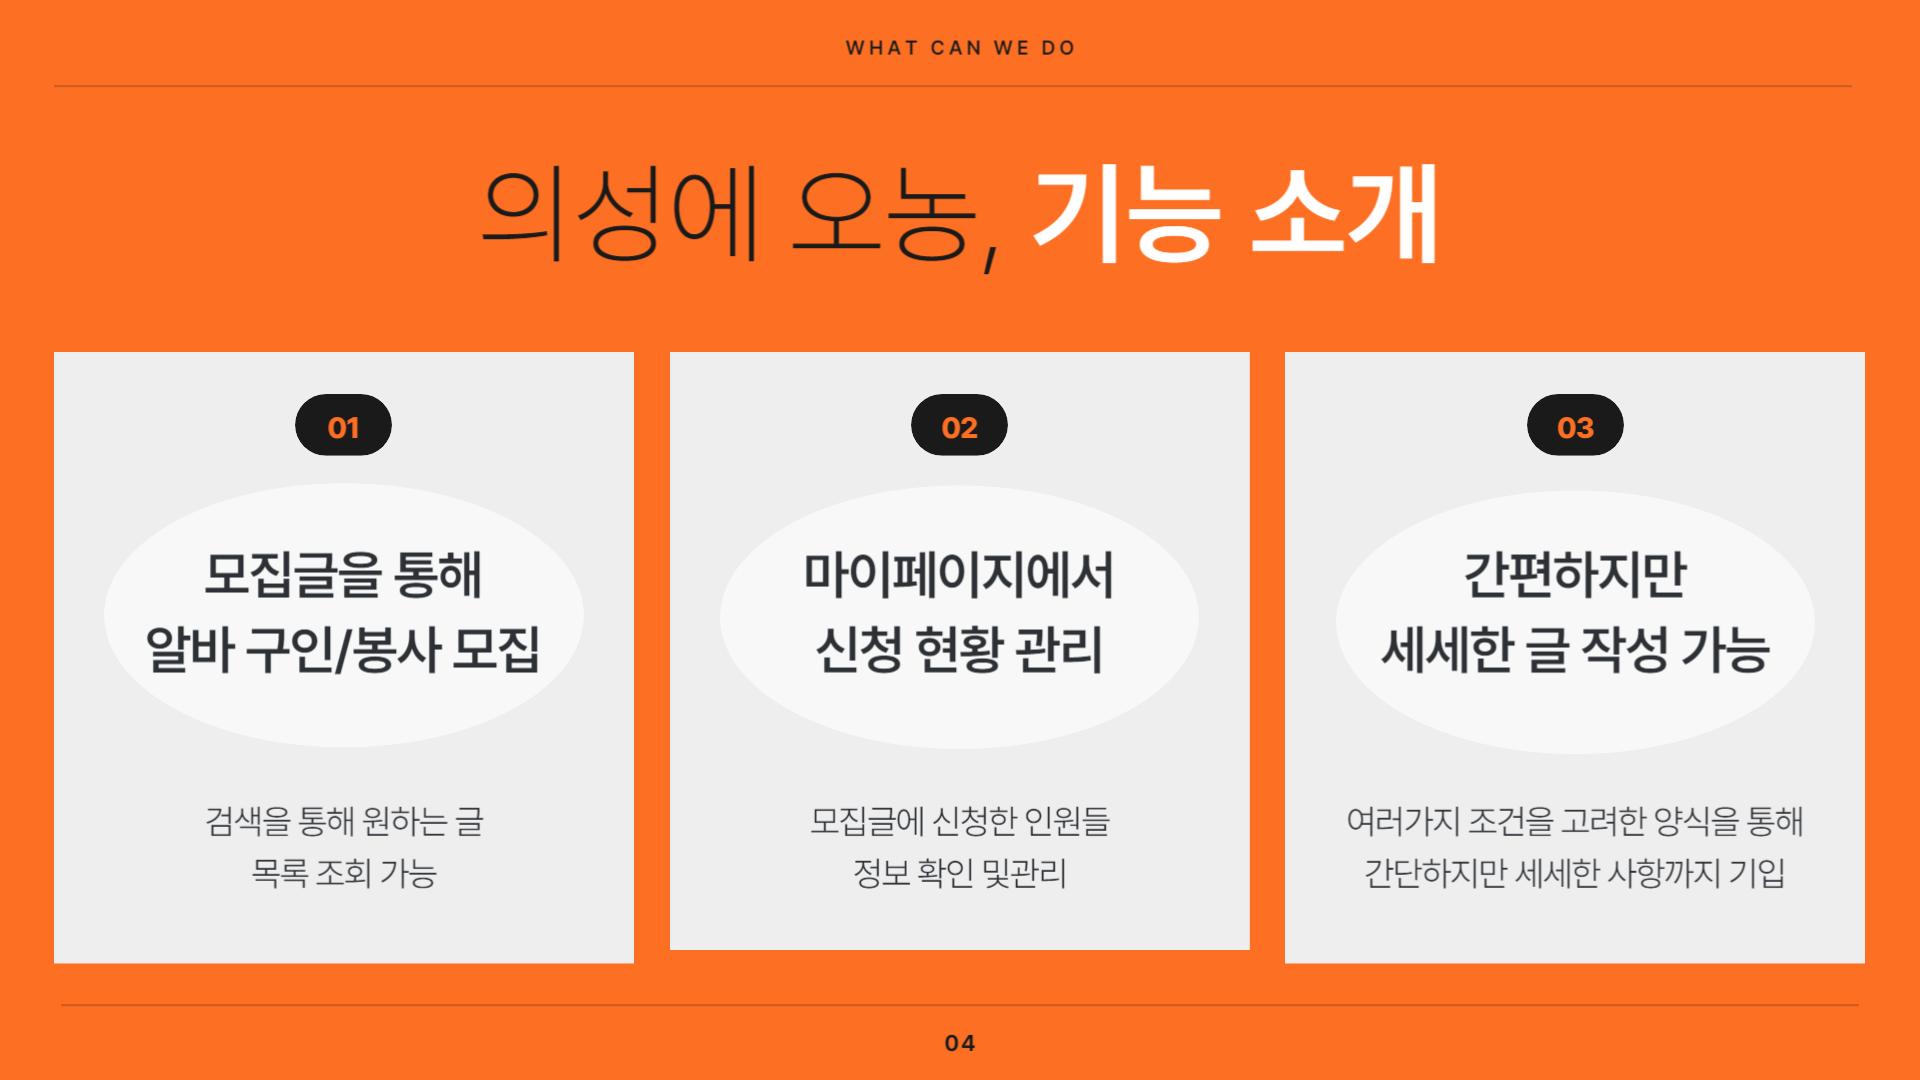 WHAT CAN WE DO
의성에 오농, 기능 소개
01
모집글을 통해
알바 구인/봉사 모집
검색을 통해 원하는 글
목록 조회 가능
02
마이페이지에서
신청 현황 관리
모집글에 신청한 인원들
정보 확인 및관리
03
간편하지만
세세한 글 작성 가능
여러가지 조건을 고려한 양식을 통해
간단하지만 세세한 사항까지 기입
04